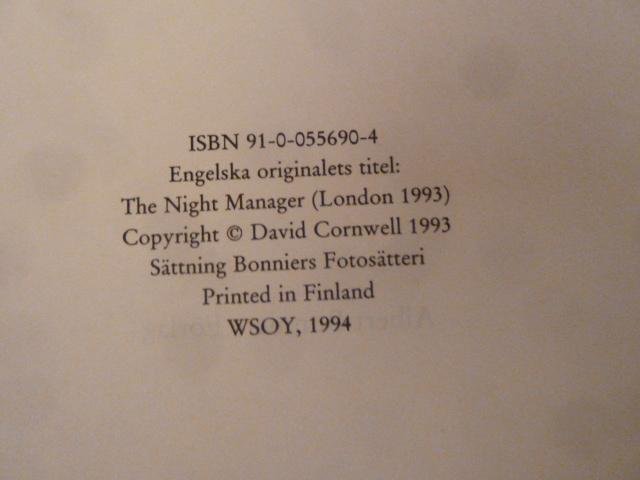 ISBN 91-0-055690-4
Engelska originalets titel:
The Night Manager (London 1993)
Copyright © David Cornwell 1993
Sättning Bonniers Fotosätteri
Printed in Finland
WSOY, 1994